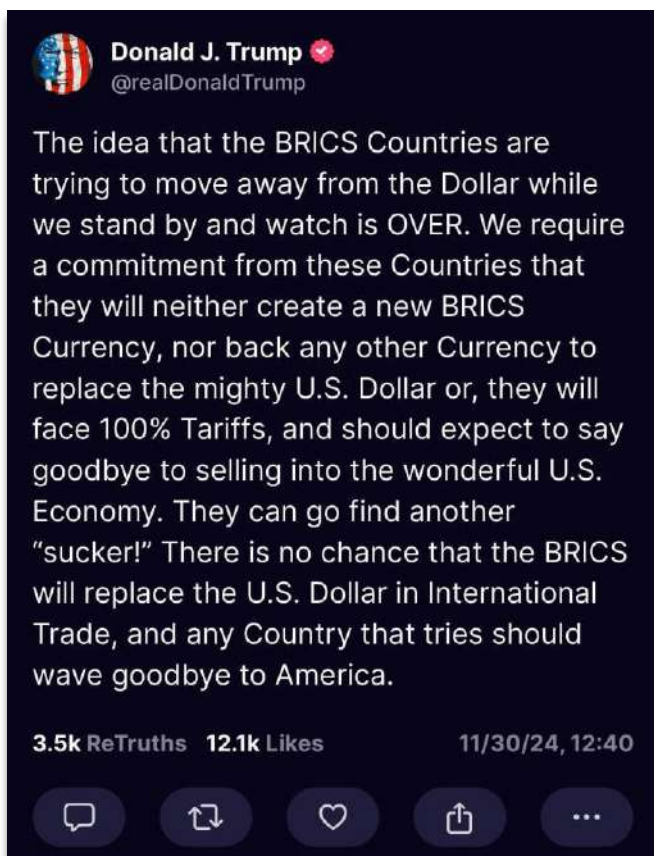 Donald J. Trump
@realDonaldTrump
The idea that the BRICS Countries are
trying to move away from the Dollar while
we stand by and watch is OVER. We require
a commitment from these Countries that
they will neither create a new BRICS
Currency, nor back any other Currency to
replace the mighty U.S. Dollar or, they will
face 100% Tariffs, and should expect to say
goodbye to selling into the wonderful U.S.
Economy. They can go find another
“sucker!” There is no chance that the BRICS
will replace the U.S. Dollar in International
Trade, and any Country that tries should
wave goodbye to America.
3.5k ReTruths 12.1k Likes 11/30/24, 12:40